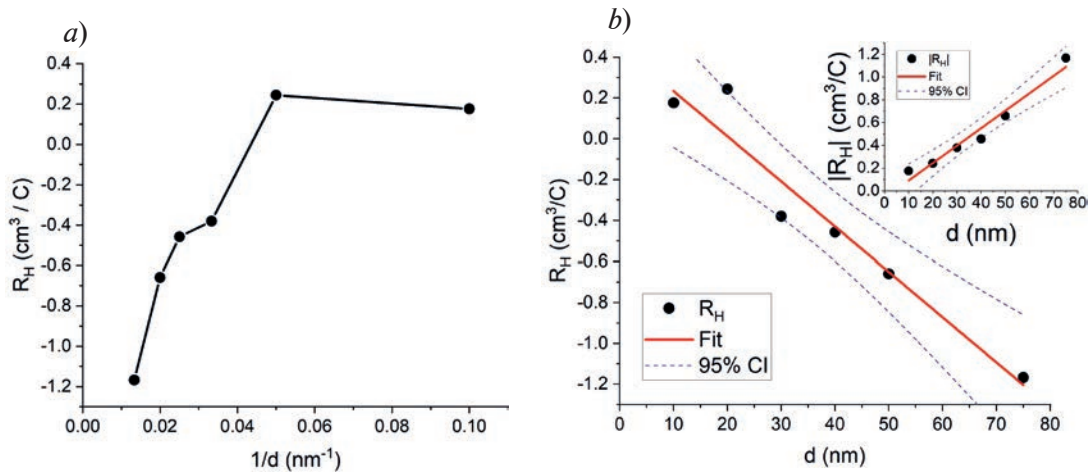 a)
0.4
0.2
0.0
-0.2
-0.4
-0.6
-0.8
-1.0
-1.2
R_H (cm³ / C)
0.00 0.02 0.04 0.06 0.08 0.10
1/d (nm⁻¹)
b)
0.4
0.2
0.0
-0.2
-0.4
-0.6
-0.8
-1.0
-1.2
R_H (cm³/C)
R_H
Fit
95% CI
10 20 30 40 50 60 70 80
d (nm)
1.2
1.0
0.8
0.6
0.4
0.2
0.0
|R_H| (cm³/C)
|R_H|
Fit
95% CI
0 10 20 30 40 50 60 70 80
d (nm)